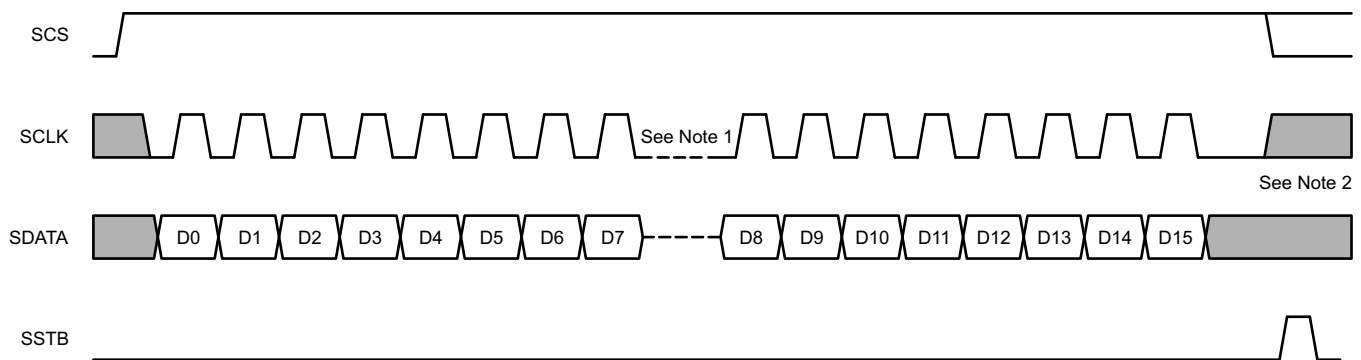 SCS
SCLK
See Note 1
See Note 2
SDATA
D0 D1 D2 D3 D4 D5 D6 D7 D8 D9 D10 D11 D12 D13 D14 D15
SSTB